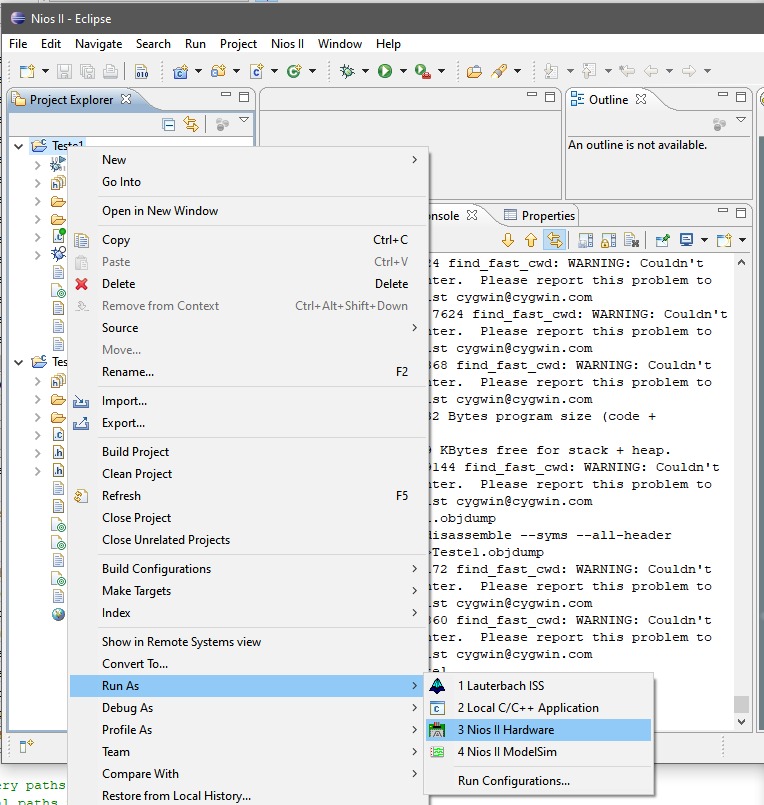 Nios II - Eclipse
File Edit Navigate Search Run Project Nios II Window Help
Project Explorer
Outline
An outline is not available.
Teste1
New
Go Into
Open in New Window
Copy Ctrl+C
Paste Ctrl+V
Delete Delete
Remove from Context Ctrl+Alt+Shift+Down
Source
Move...
Rename... F2
Import...
Export...
Build Project
Clean Project
Refresh F5
Close Project
Close Unrelated Projects
Build Configurations
Make Targets
Index
Show in Remote Systems view
Convert To...
Run As
Debug As
Profile As
Team
Compare With
Restore from Local History...
1 Lauterbach ISS
2 Local C/C++ Application
3 Nios II Hardware
4 Nios II ModelSim
Run Configurations...
Tes
onsole Properties
24 find_fast_cwd: WARNING: Couldn't
nter. Please report this problem to
ist cygwin@cygwin.com
7624 find_fast_cwd: WARNING: Couldn't
nter. Please report this problem to
ist cygwin@cygwin.com
368 find_fast_cwd: WARNING: Couldn't
nter. Please report this problem to
ist cygwin@cygwin.com
32 Bytes program size (code +
KBytes free for stack + heap.
9144 find_fast_cwd: WARNING: Couldn't
nter. Please report this problem to
ist cygwin@cygwin.com
1.objdump
disassemble --syms --all-header
>Teste1.objdump
172 find_fast_cwd: WARNING: Couldn't
nter. Please report this problem to
ist cygwin@cygwin.com
360 find_fast_cwd: WARNING: Couldn't
nter. Please report this problem to
ist cygwin@cygwin.com
ery paths
al paths